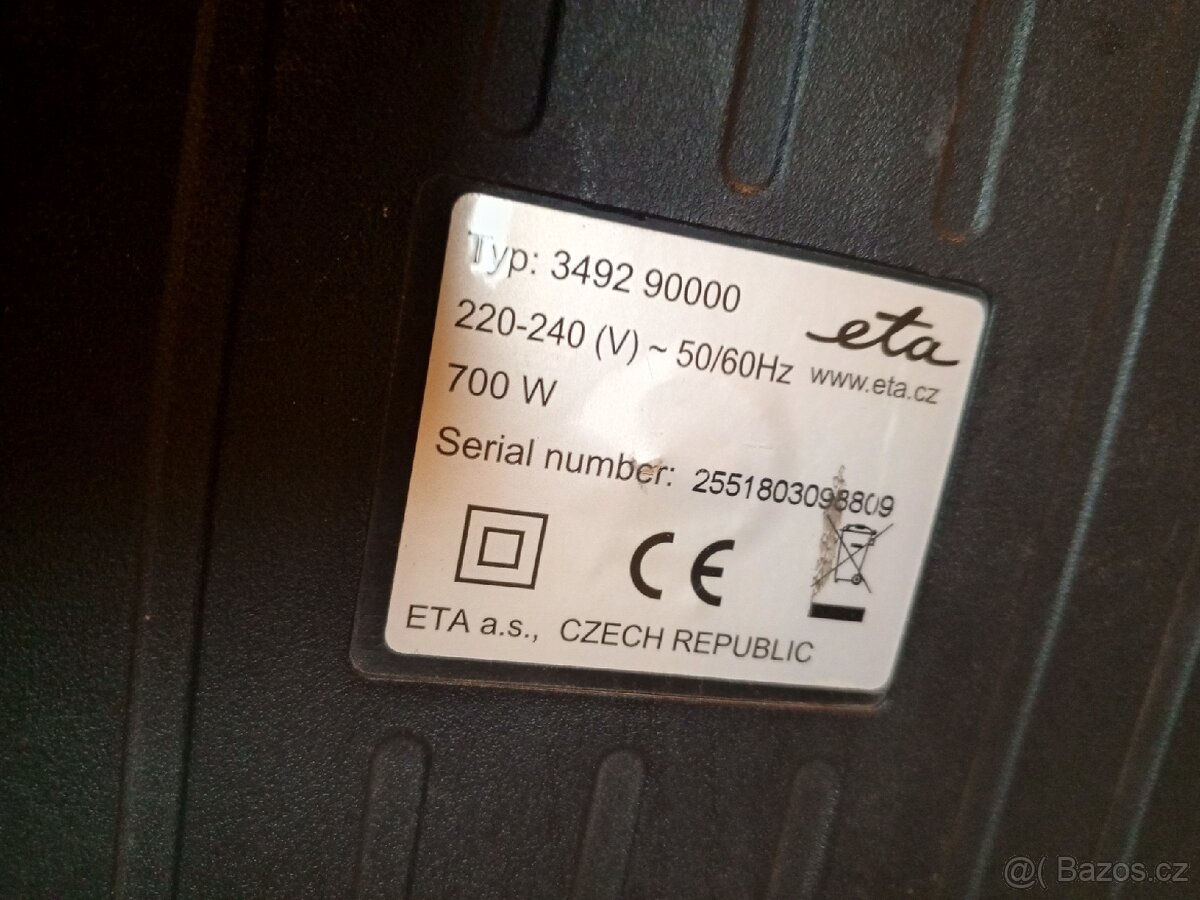 Typ: 3492 90000
220-240 (V) ~ 50/60Hz
700 W
eta
www.eta.cz
Serial number: 2551803098809
CE
ETA a.s., CZECH REPUBLIC
@( Bazos.cz